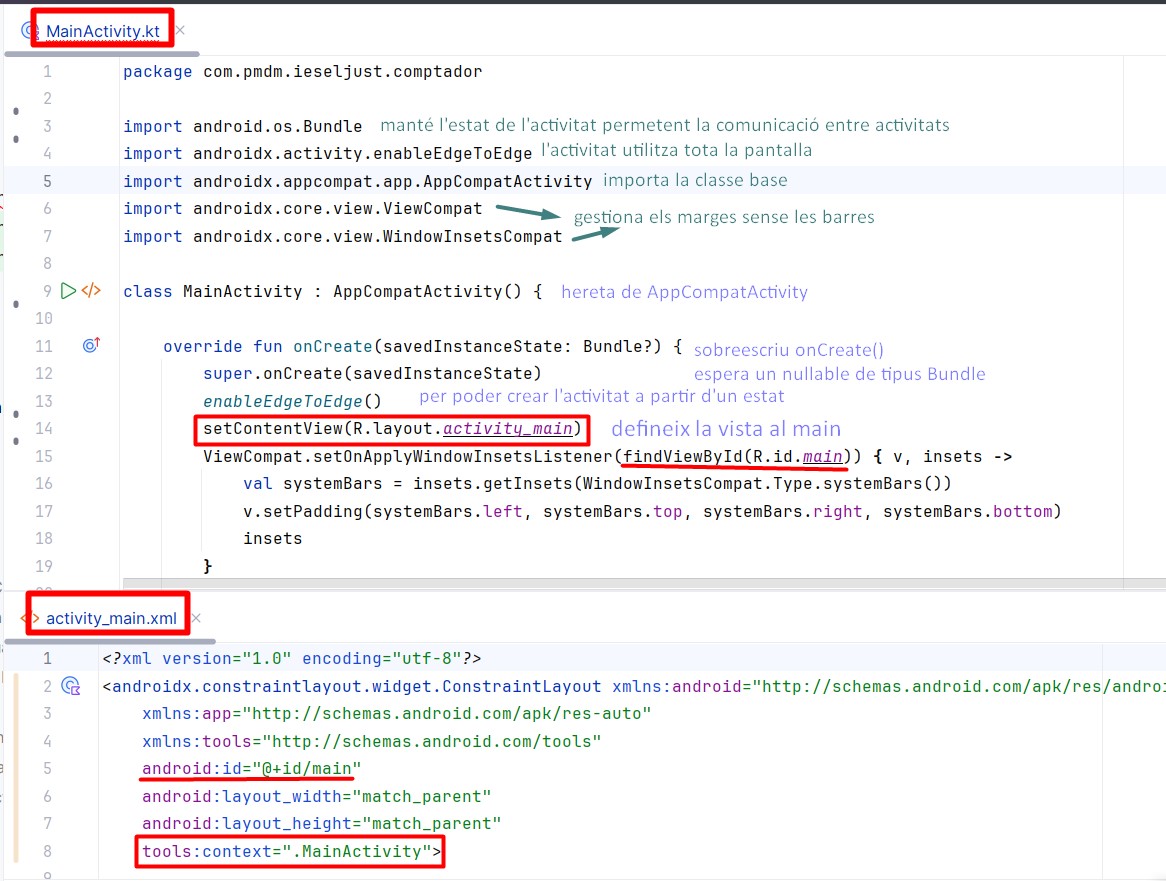 MainActivity.kt
1 package com.pmdm.ieseljust.comptador
2
3 import android.os.Bundle manté l'estat de l'activitat permetent la comunicació entre activitats
4 import androidx.activity.enableEdgeToEdge l'activitat utilitza tota la pantalla
5 import androidx.appcompat.app.AppCompatActivity importa la classe base
6 import androidx.core.view.ViewCompat
gestiona els marges sense les barres
7 import androidx.core.view.WindowInsetsCompat
8
9 class MainActivity : AppCompatActivity() { hereta de AppCompatActivity
10
11 override fun onCreate(savedInstanceState: Bundle?) { sobreescriu onCreate()
12 super.onCreate(savedInstanceState) espera un nullable de tipus Bundle
13 enableEdgeToEdge() per poder crear l'activitat a partir d'un estat
14 setContentView(R.layout.activity_main) defineix la vista al main
15 ViewCompat.setOnApplyWindowInsetsListener(findViewById(R.id.main)) { v, insets ->
16 val systemBars = insets.getInsets(WindowInsetsCompat.Type.systemBars())
17 v.setPadding(systemBars.left, systemBars.top, systemBars.right, systemBars.bottom)
18 insets
19 }
activity_main.xml
1 <?xml version="1.0" encoding="utf-8"?>
2 <androidx.constraintlayout.widget.ConstraintLayout xmlns:android="http://schemas.android.com/apk/res/androi
3 xmlns:app="http://schemas.android.com/apk/res-auto"
4 xmlns:tools="http://schemas.android.com/tools"
5 android:id="@+id/main"
6 android:layout_width="match_parent"
7 android:layout_height="match_parent"
8 tools:context=".MainActivity">